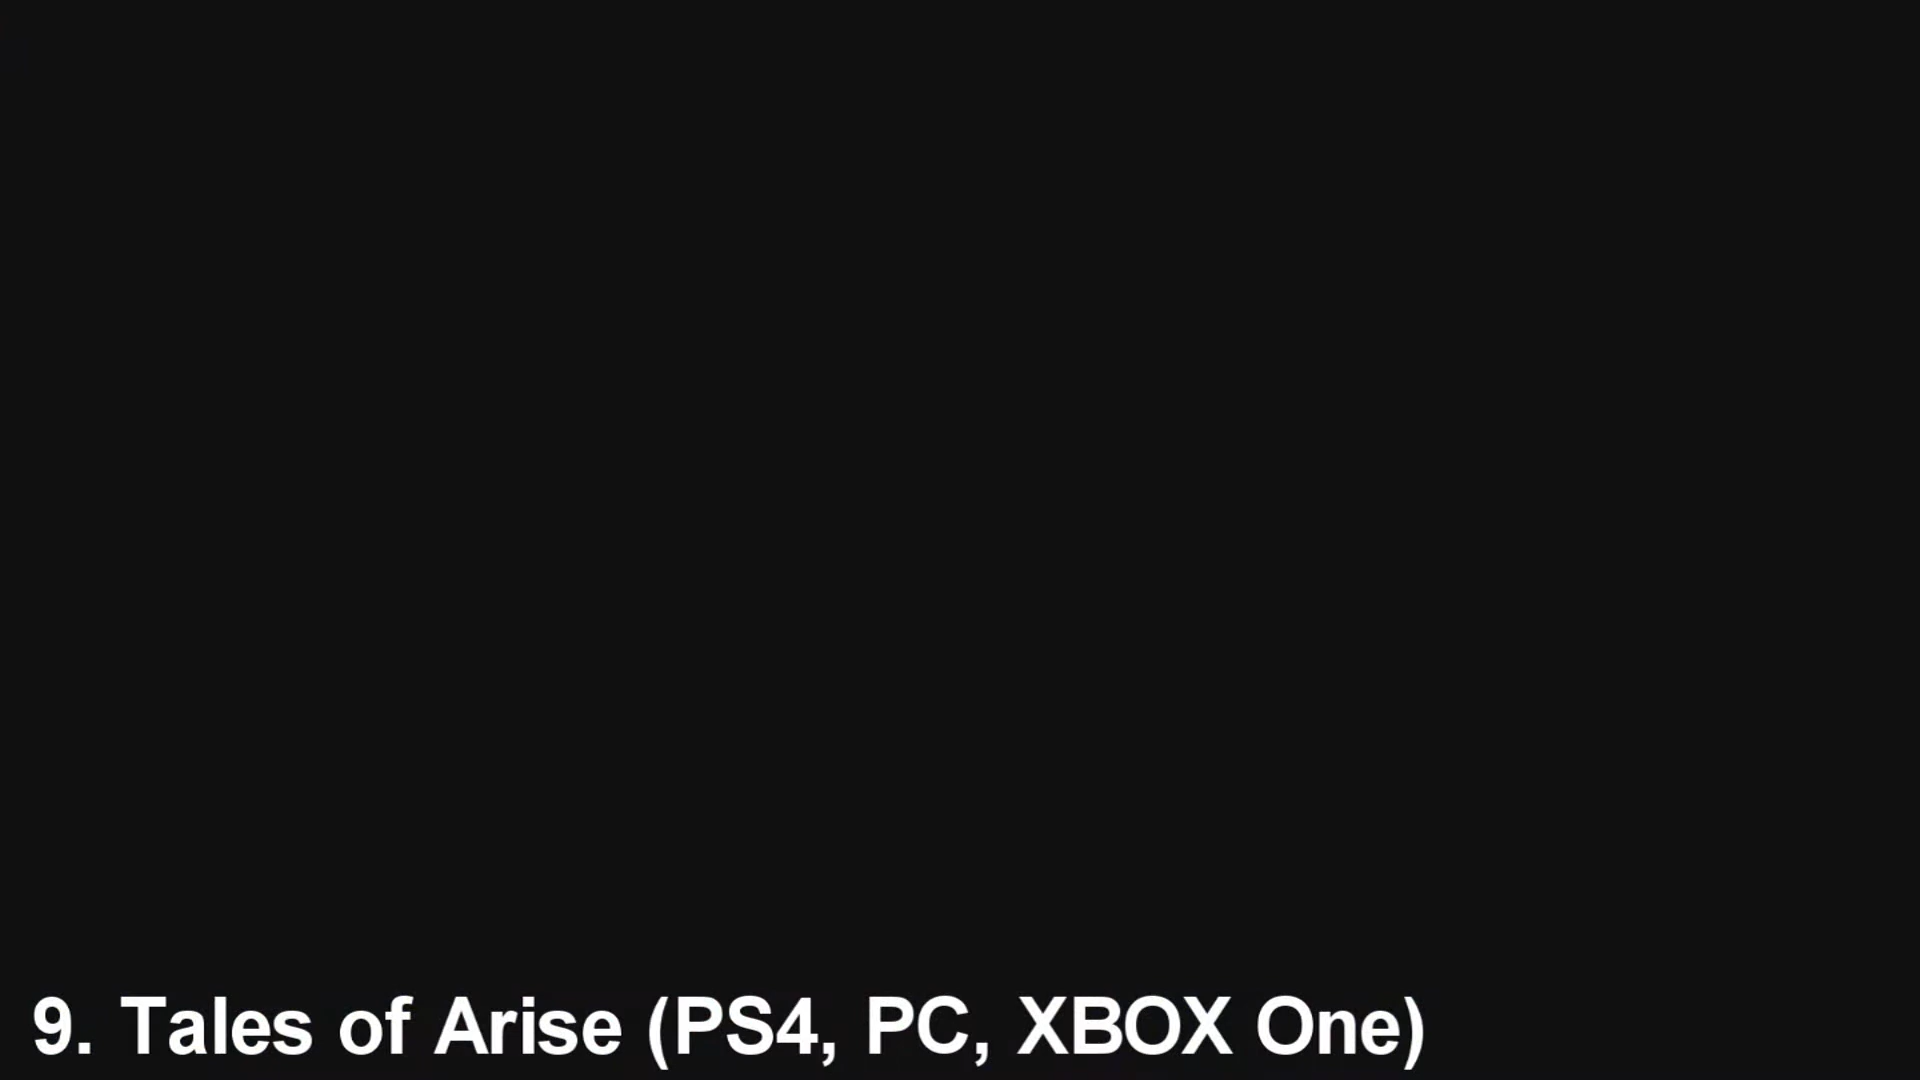 9. Tales of Arise (PS4, PC, XBOX One)